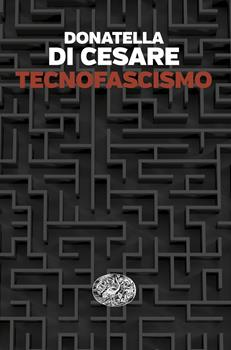 DONATELLA
DI CESARE
TECNOFASCISMO